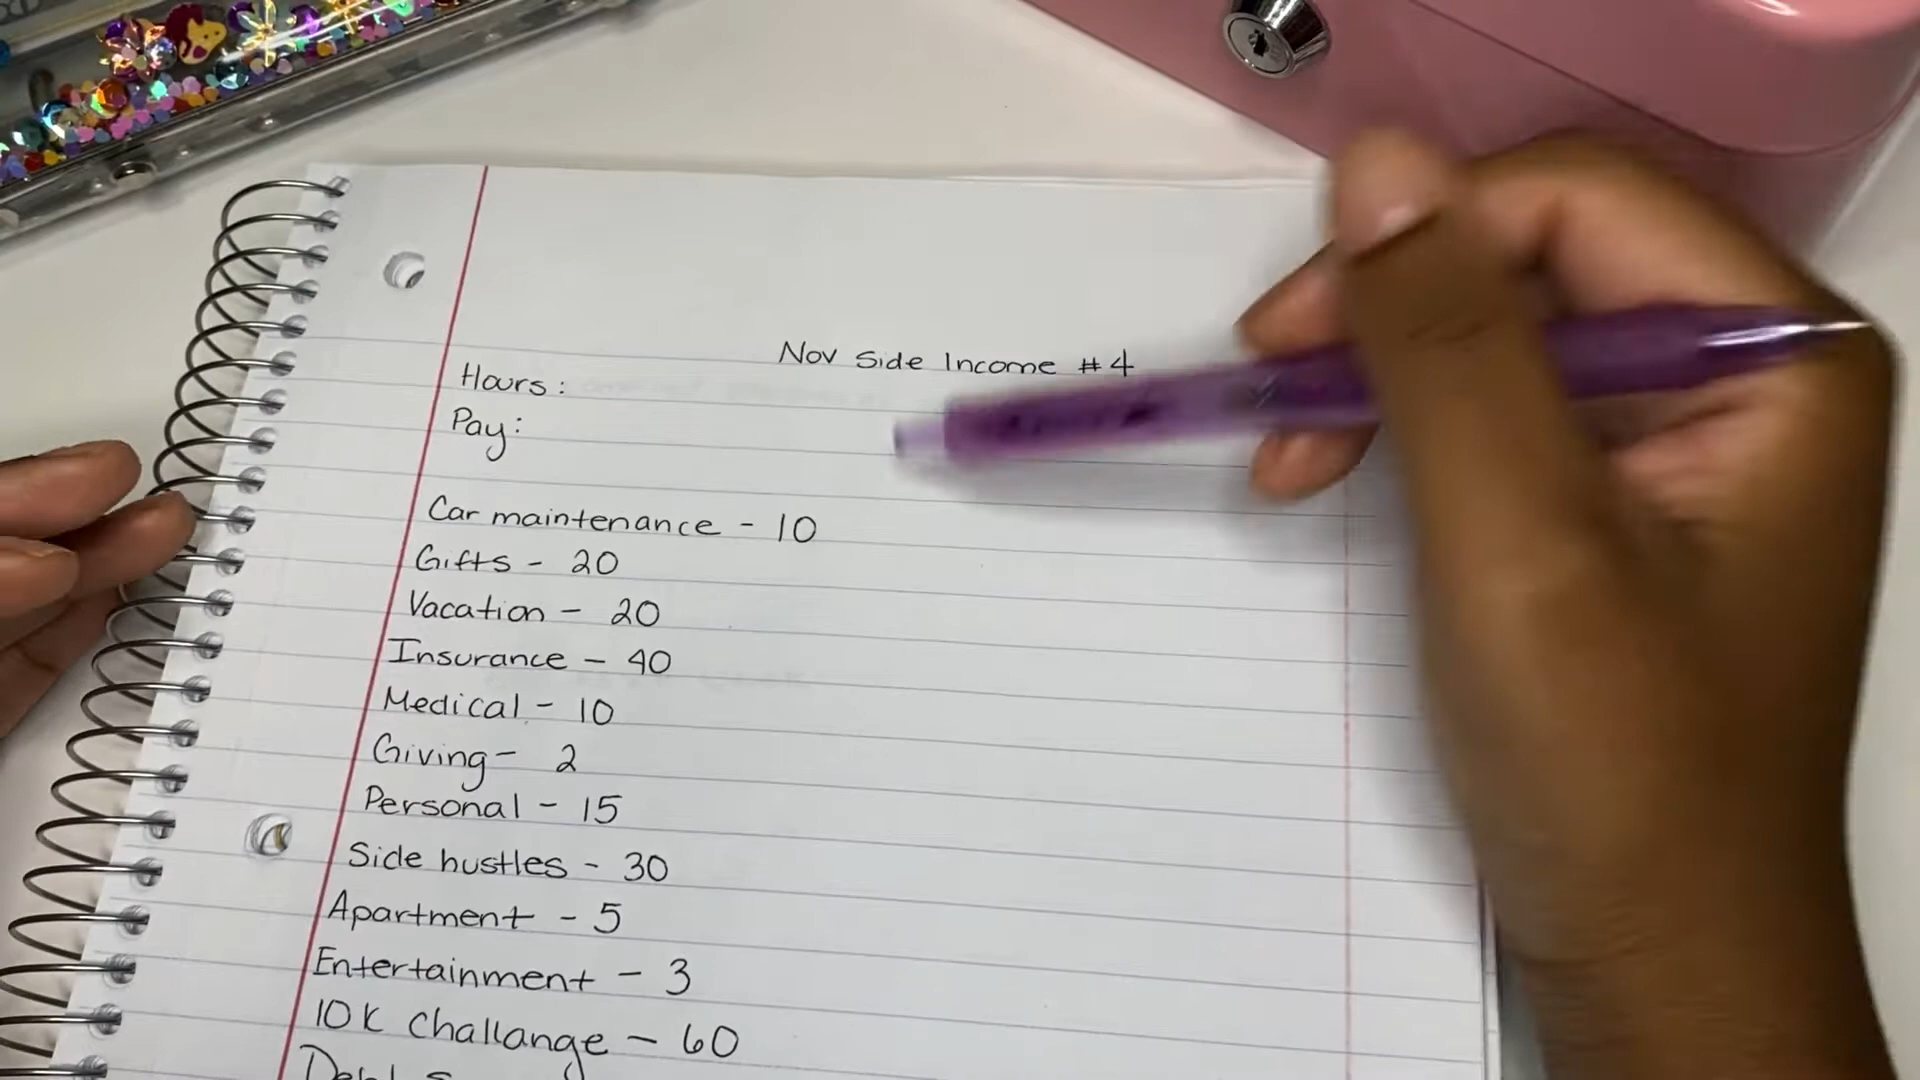 Nov Side Income #4
Hours:
Pay:
Car maintenance - 10
Gifts - 20
Vacation - 20
Insurance - 40
Medical - 10
Giving - 2
Personal - 15
Side hustles - 30
Apartment - 5
Entertainment - 3
10K Challange - 60